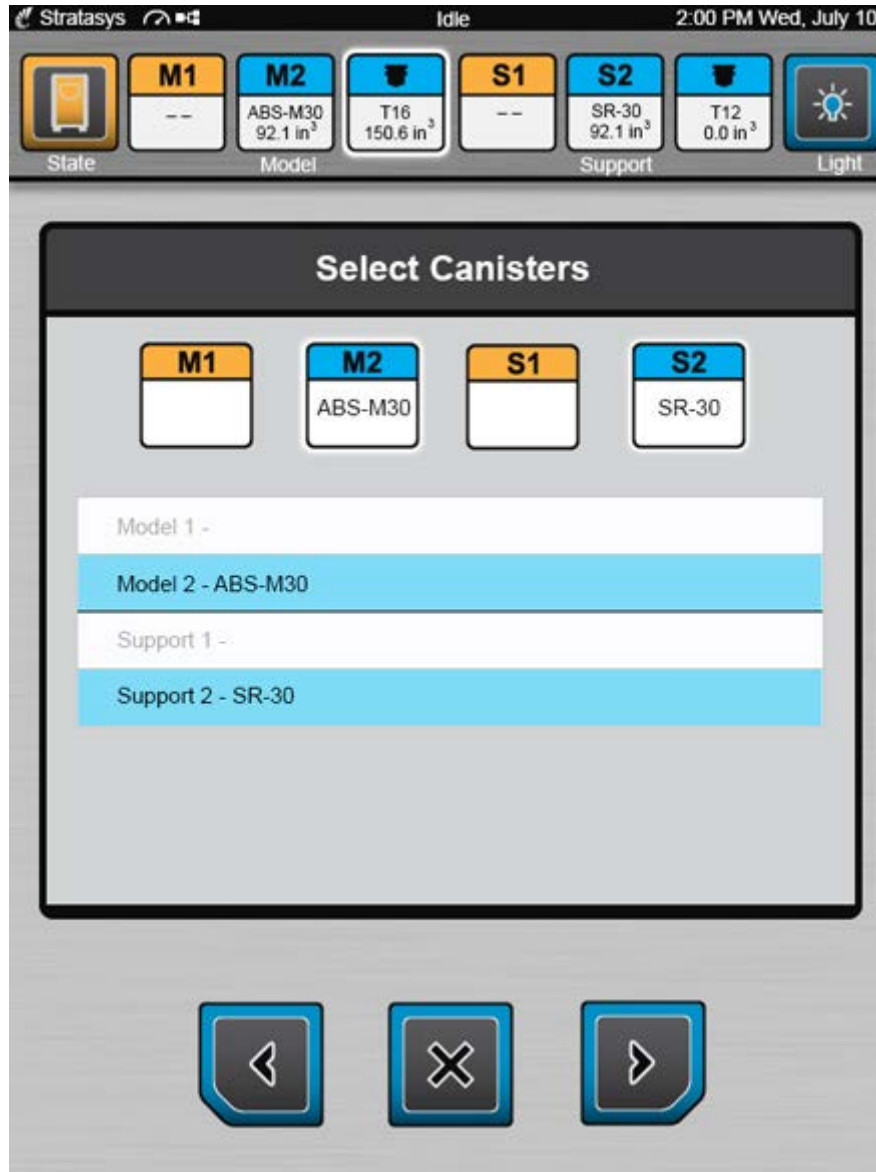 Stratasys Idle 2:00 PM Wed, July 10
M1 M2 S1 S2
-- ABS-M30 T16 -- SR-30 T12
92.1 in³ 150.6 in³ 92.1 in³ 0.0 in³
State Model Support Light
Select Canisters
M1 M2 S1 S2
ABS-M30 SR-30
Model 1 -
Model 2 - ABS-M30
Support 1 -
Support 2 - SR-30